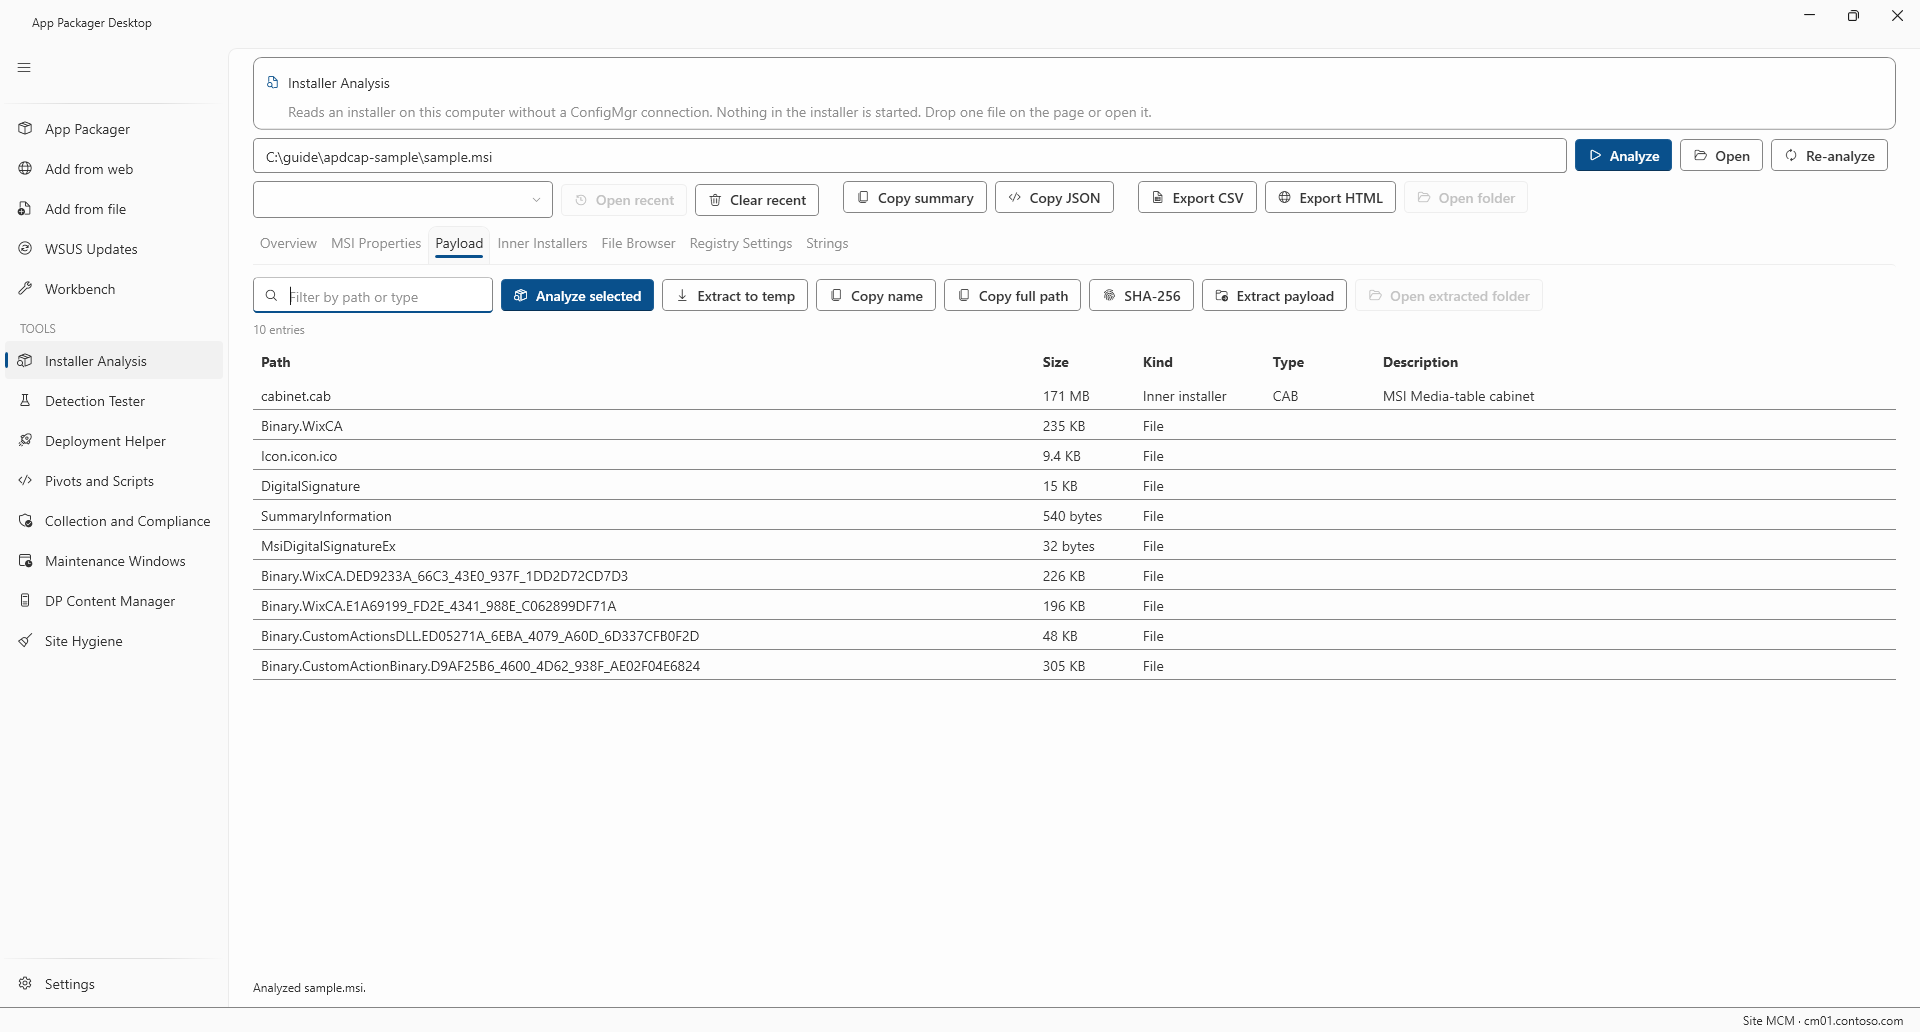 App Packager Desktop
Installer Analysis
Reads an installer on this computer without a ConfigMgr connection. Nothing in the installer is started. Drop one file on the page or open it.
C:\guide\apdcap-sample\sample.msi
Analyze
Open
Re-analyze
Open recent
Clear recent
Copy summary
Copy JSON
Export CSV
Export HTML
Open folder
Overview
MSI Properties
Payload
Inner Installers
File Browser
Registry Settings
Strings
Filter by path or type
Analyze selected
Extract to temp
Copy name
Copy full path
SHA-256
Extract payload
Open extracted folder
10 entries
Path Size Kind Type Description
cabinet.cab 171 MB Inner installer CAB MSI Media-table cabinet
Binary.WixCA 235 KB File
Icon.icon.ico 9.4 KB File
DigitalSignature 15 KB File
SummaryInformation 540 bytes File
MsiDigitalSignatureEx 32 bytes File
Binary.WixCA.DED9233A_66C3_43E0_937F_1DD2D72CD7D3 226 KB File
Binary.WixCA.E1A69199_FD2E_4341_988E_C062899DF71A 196 KB File
Binary.CustomActionsDLL.ED05271A_6EBA_4079_A60D_6D337CFB0F2D 48 KB File
Binary.CustomActionBinary.D9AF25B6_4600_4D62_938F_AE02F04E6824 305 KB File
App Packager
Add from web
Add from file
WSUS Updates
Workbench
TOOLS
Installer Analysis
Detection Tester
Deployment Helper
Pivots and Scripts
Collection and Compliance
Maintenance Windows
DP Content Manager
Site Hygiene
Settings
Analyzed sample.msi.
Site MCM · cm01.contoso.com